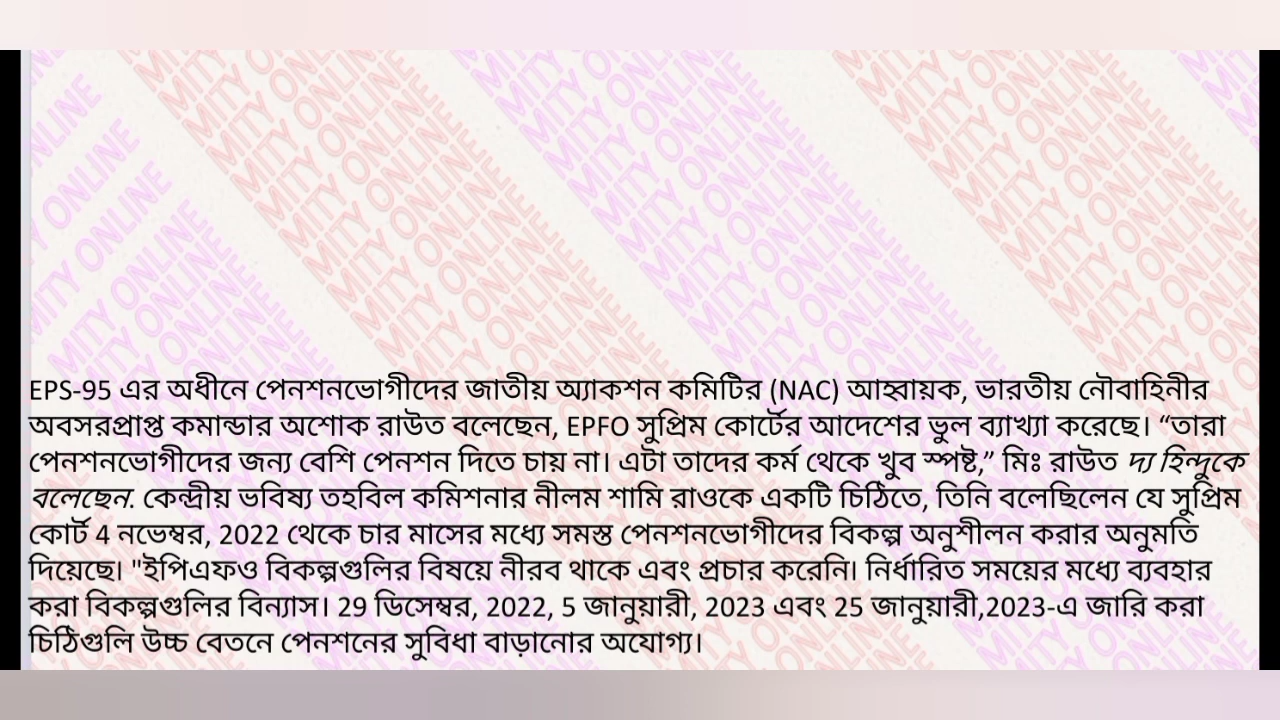 EPS-95 এর অধীনে পেনশনভোগীদের জাতীয় অ্যাকশন কমিটির (NAC) আহ্বায়ক, ভারতীয় নৌবাহিনীর
অবসরপ্রাপ্ত কমান্ডার অশোক রাউত বলেছেন, EPFO সুপ্রিম কোর্টের আদেশের ভুল ব্যাখ্যা করেছে। “তারা
পেনশনভোগীদের জন্য বেশি পেনশন দিতে চায় না। এটা তাদের কর্ম থেকে খুব স্পষ্ট,” মিঃ রাউত দ্য হিন্দুকে
বলেছেন. কেন্দ্রীয় ভবিষ্য তহবিল কমিশনার নীলম শামি রাওকে একটি চিঠিতে, তিনি বলেছিলেন যে সুপ্রিম
কোর্ট 4 নভেম্বর, 2022 থেকে চার মাসের মধ্যে সমস্ত পেনশনভোগীদের বিকল্প অনুশীলন করার অনুমতি
দিয়েছে। "ইপিএফও বিকল্পগুলির বিষয়ে নীরব থাকে এবং প্রচার করেনি। নির্ধারিত সময়ের মধ্যে ব্যবহার
করা বিকল্পগুলির বিন্যাস। 29 ডিসেম্বর, 2022, 5 জানুয়ারী, 2023 এবং 25 জানুয়ারী,2023-এ জারি করা
চিঠিগুলি উচ্চ বেতনে পেনশনের সুবিধা বাড়ানোর অযোগ্য।